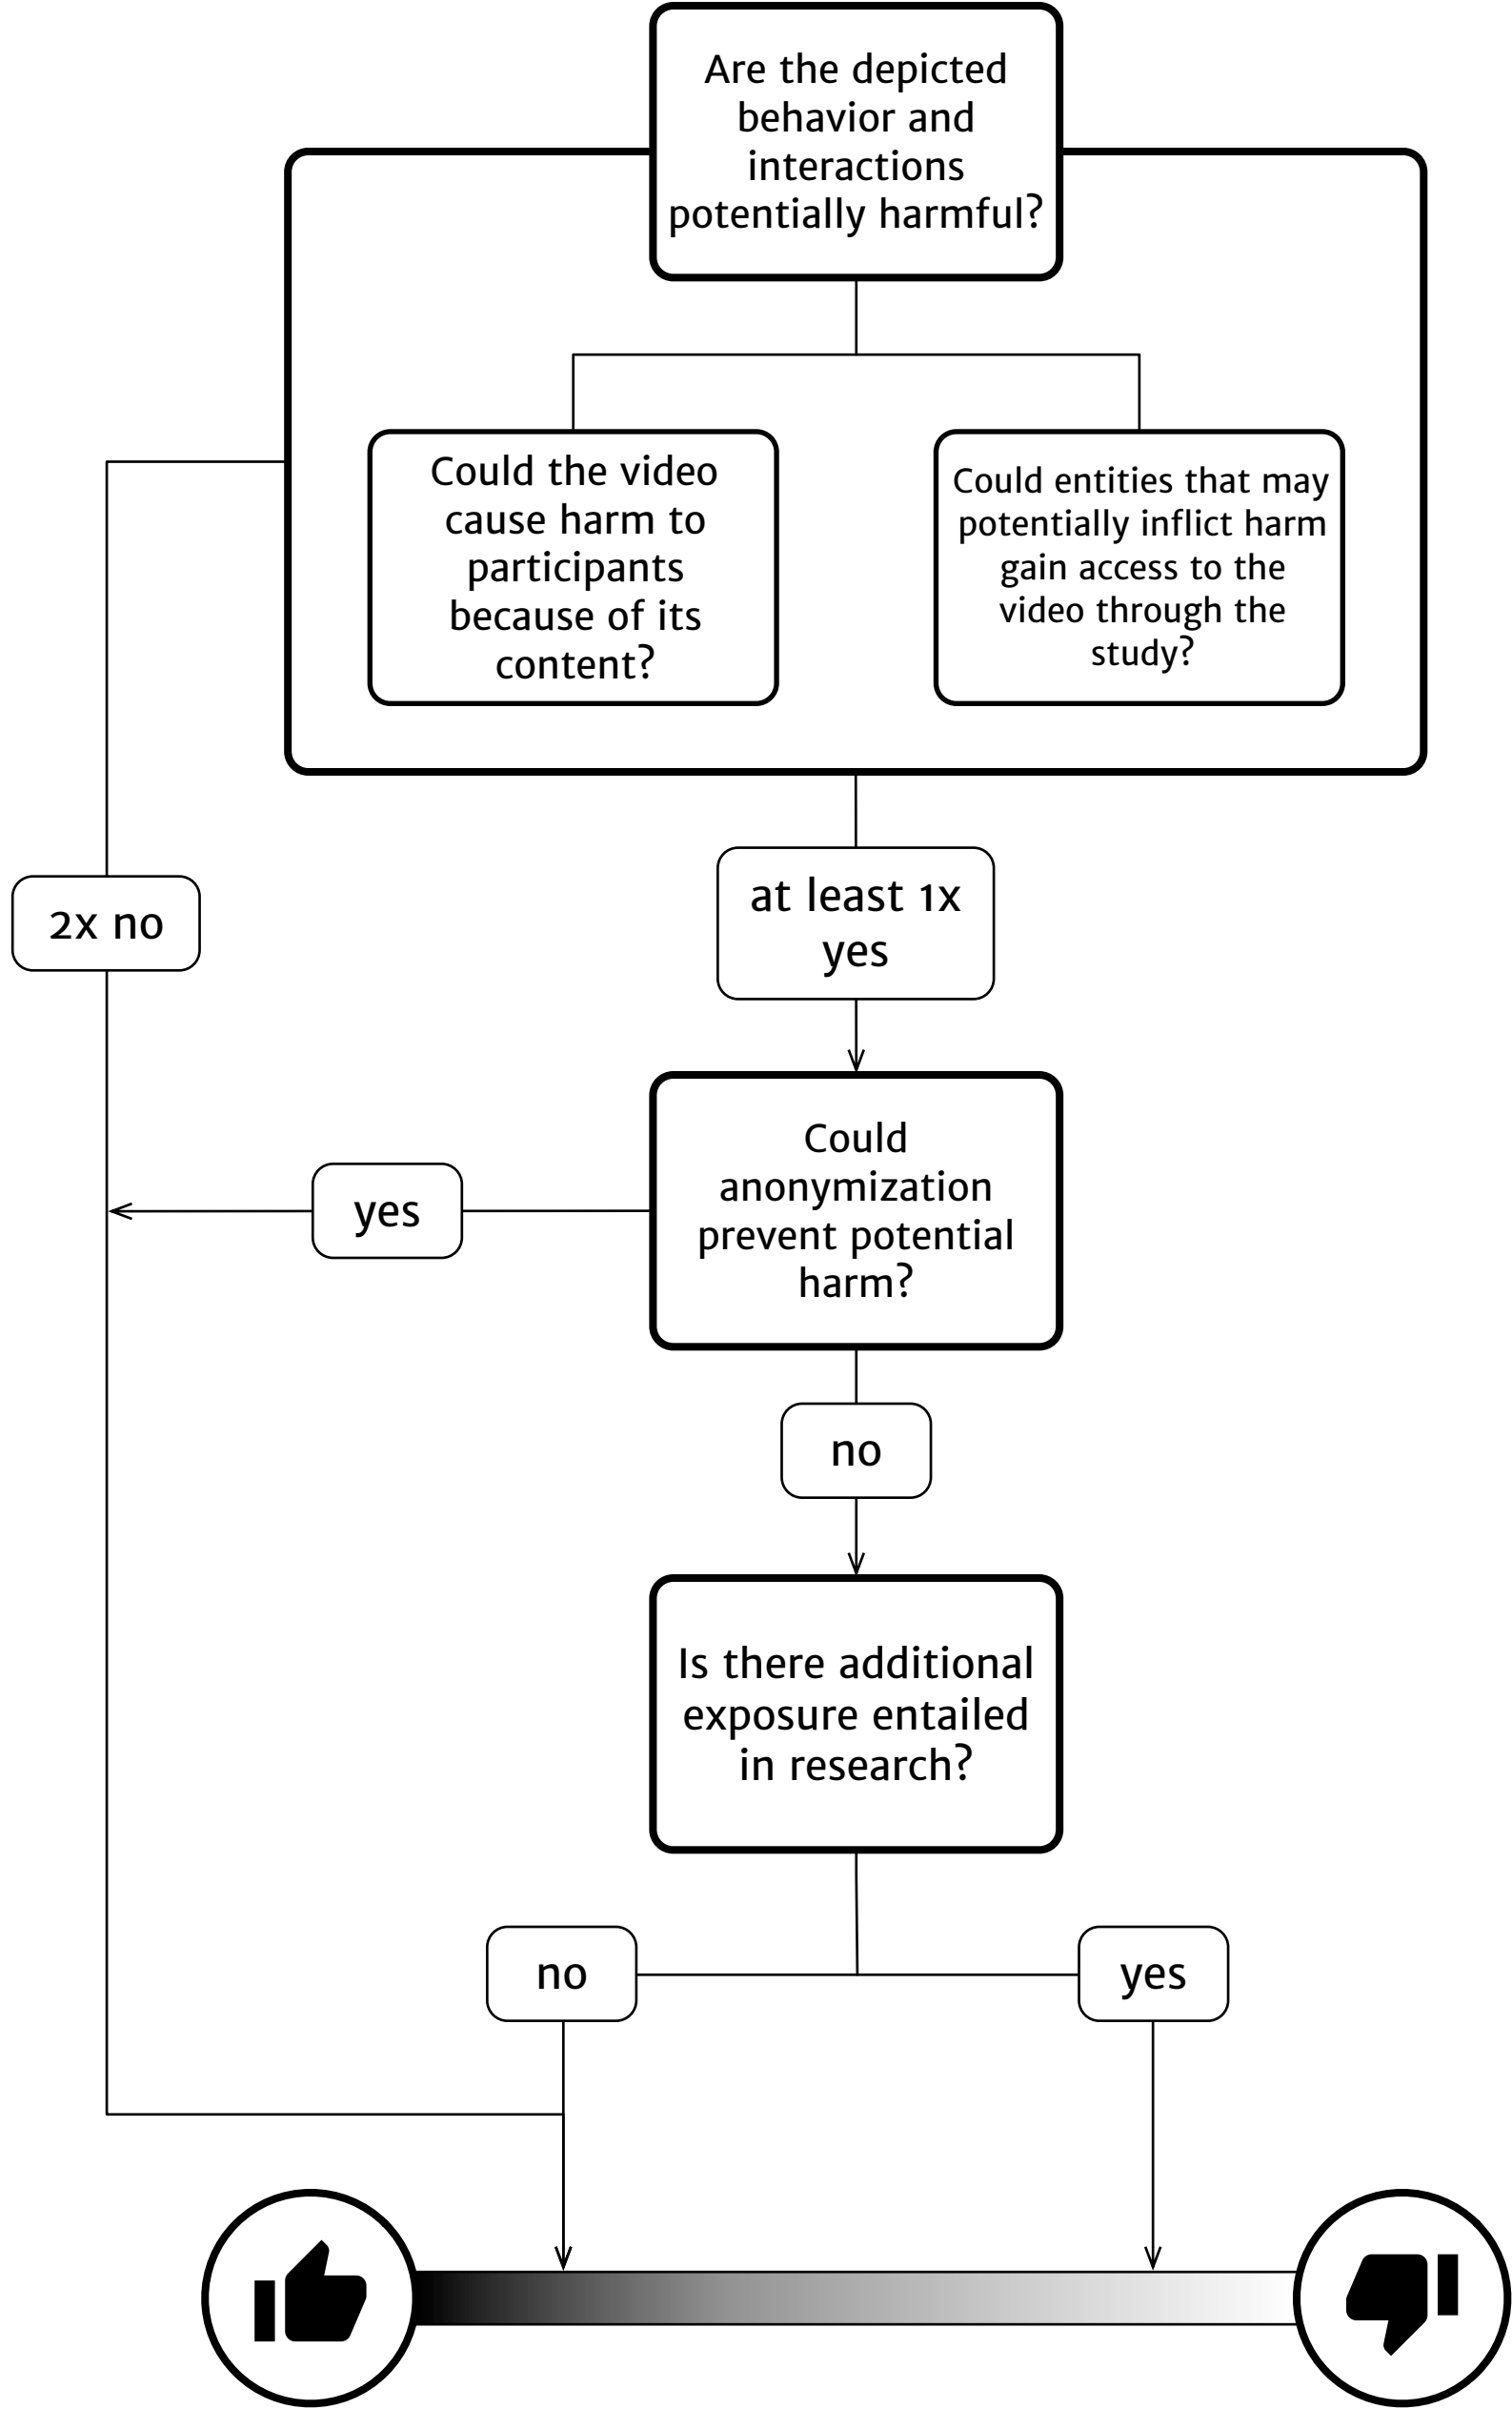 Are the depicted
behavior and
interactions
potentially harmful?
Could the video
cause harm to
participants
because of its
content?
Could entities that may
potentially inflict harm
gain access to the
video through the
study?
2x no
at least 1x
yes
Could
anonymization
prevent potential
harm?
yes
no
Is there additional
exposure entailed
in research?
no
yes